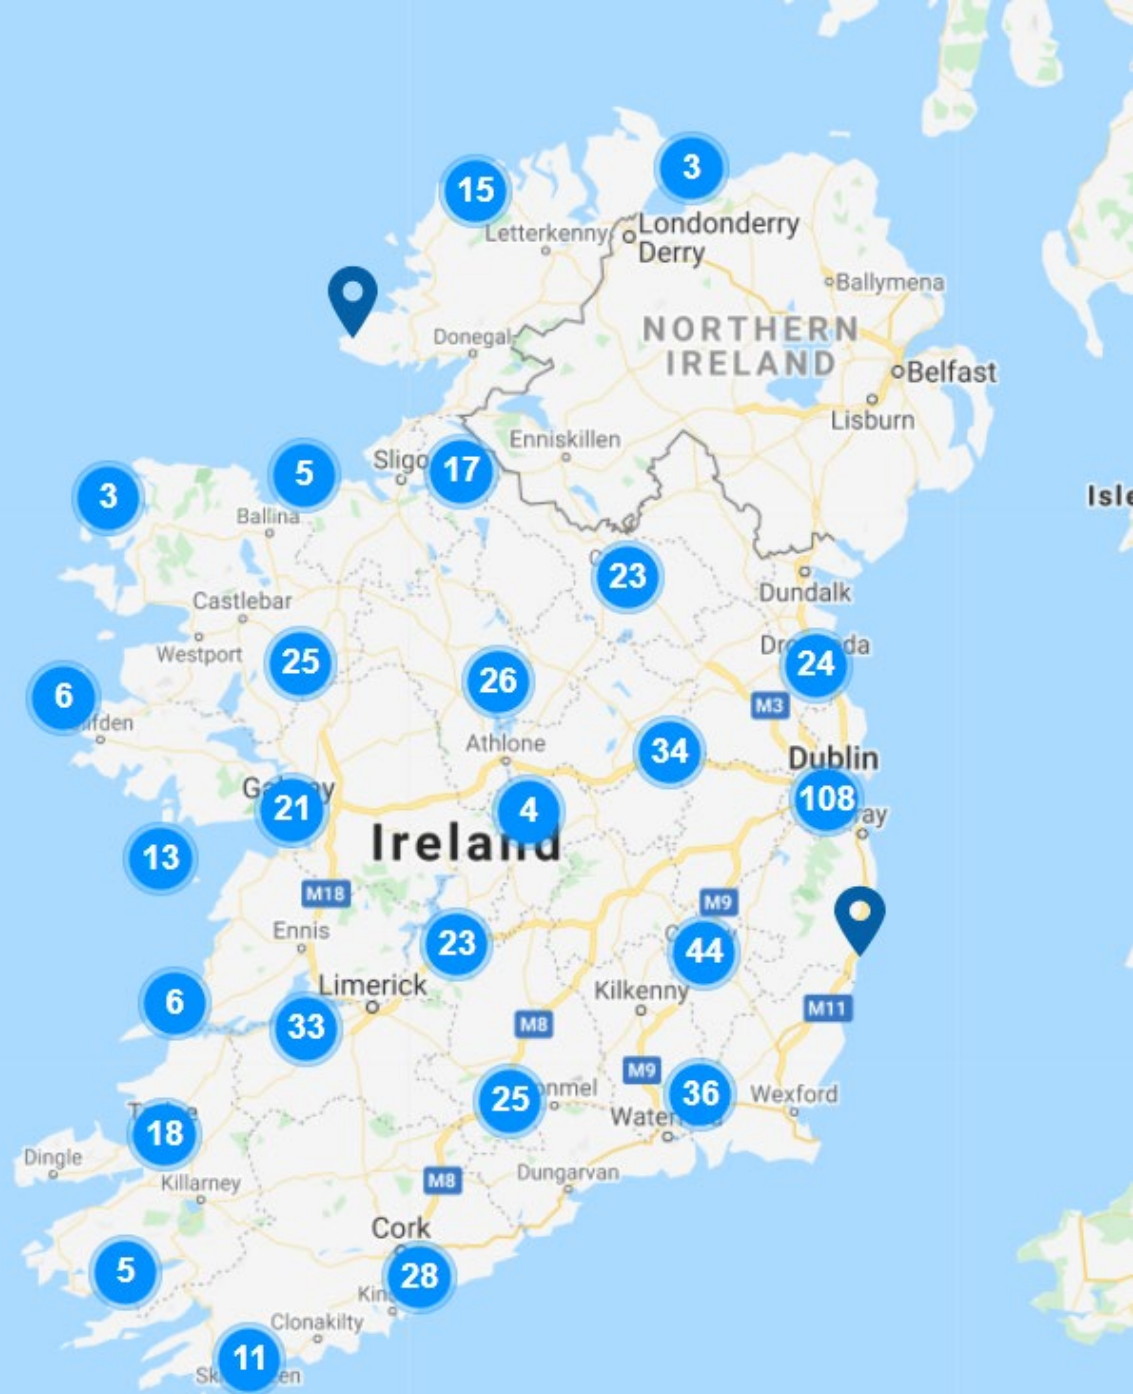 3
15
Londonderry
Derry
Letterkenny
Ballymena
NORTHERN
IRELAND
Donegal
Belfast
Lisburn
Enniskillen
Sligo
17
5
3
Isle
Ballina
23
Dundalk
Castlebar
Westport
25
24
26
6
M3
Athlone
34
Dublin
108
21
4
Ireland
13
M18
M9
Ennis
23
44
Limerick
Kilkenny
6
33
M8
M11
M9
25
36
Wexford
18
Dingle
Killarney
M8
Dungarvan
Cork
5
28
Clonakilty
11